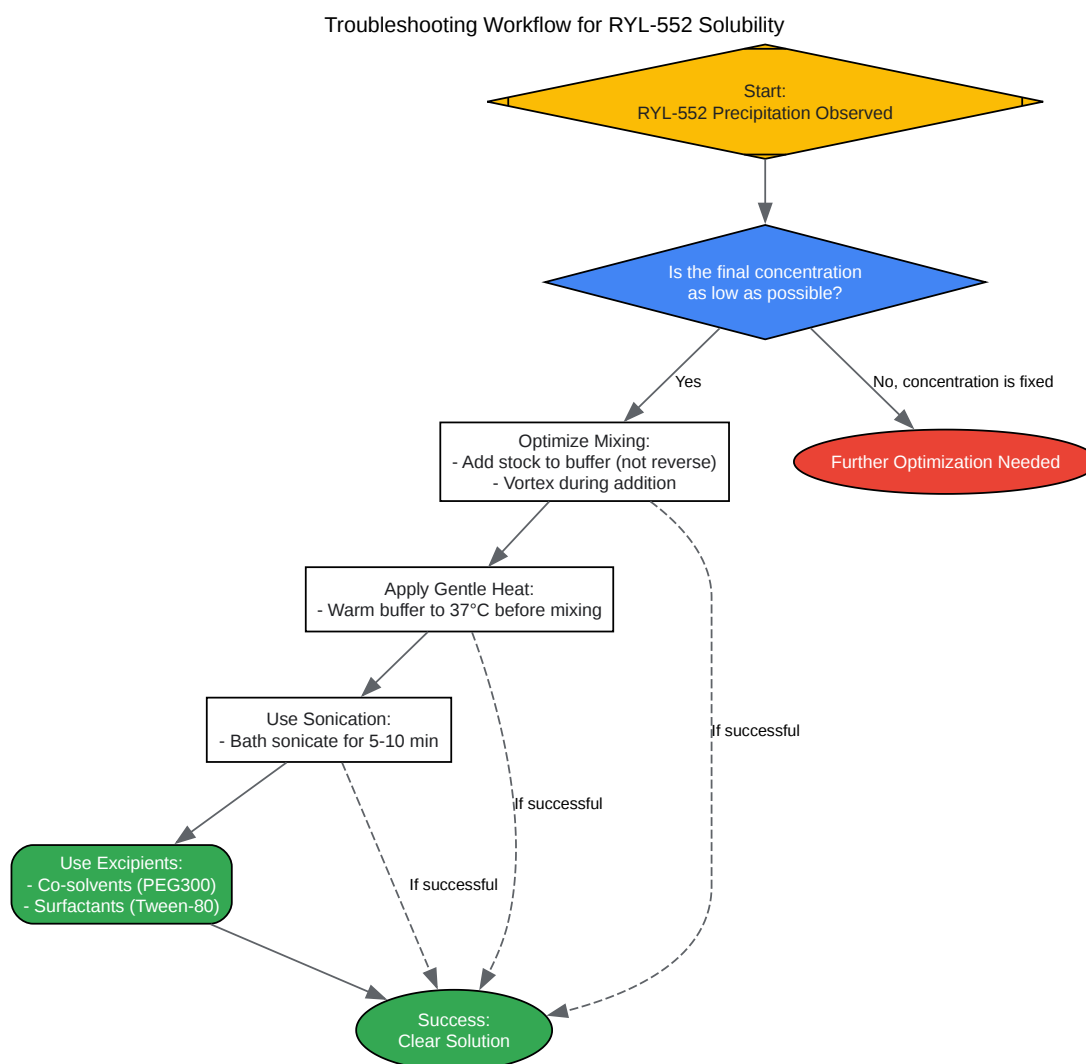 Troubleshooting Workflow for RYL-552 Solubility
Start:
RYL-552 Precipitation Observed
Is the final concentration
as low as possible?
Yes
No, concentration is fixed
Optimize Mixing:
- Add stock to buffer (not reverse)
- Vortex during addition
Further Optimization Needed
Apply Gentle Heat:
- Warm buffer to 37°C before mixing
Use Sonication:
- Bath sonicate for 5-10 min
If successful
If successful
If successful
Use Excipients:
- Co-solvents (PEG300)
- Surfactants (Tween-80)
Success:
Clear Solution